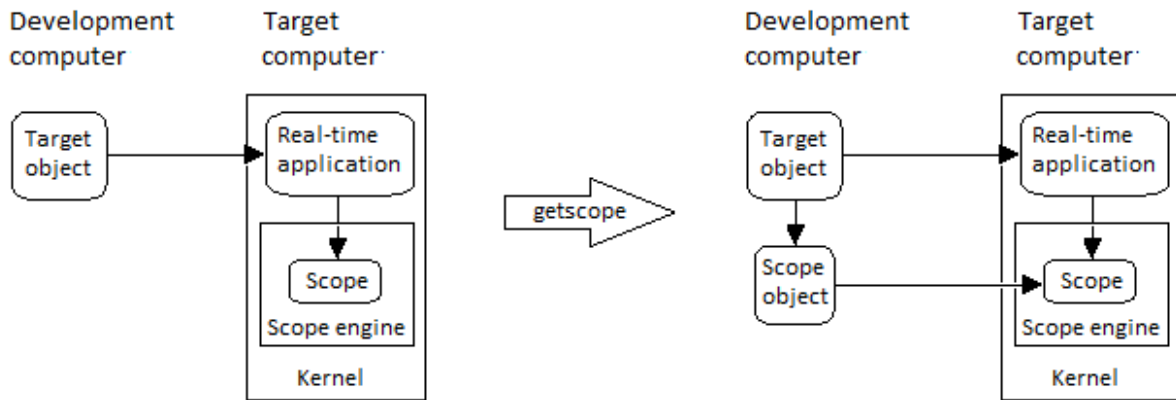 Development
computer
Target
computer
Target
object
Real-time
application
Scope
Scope engine
Kernel
getscope
Development
computer
Target
computer
Target
object
Real-time
application
Scope
object
Scope
Scope engine
Kernel